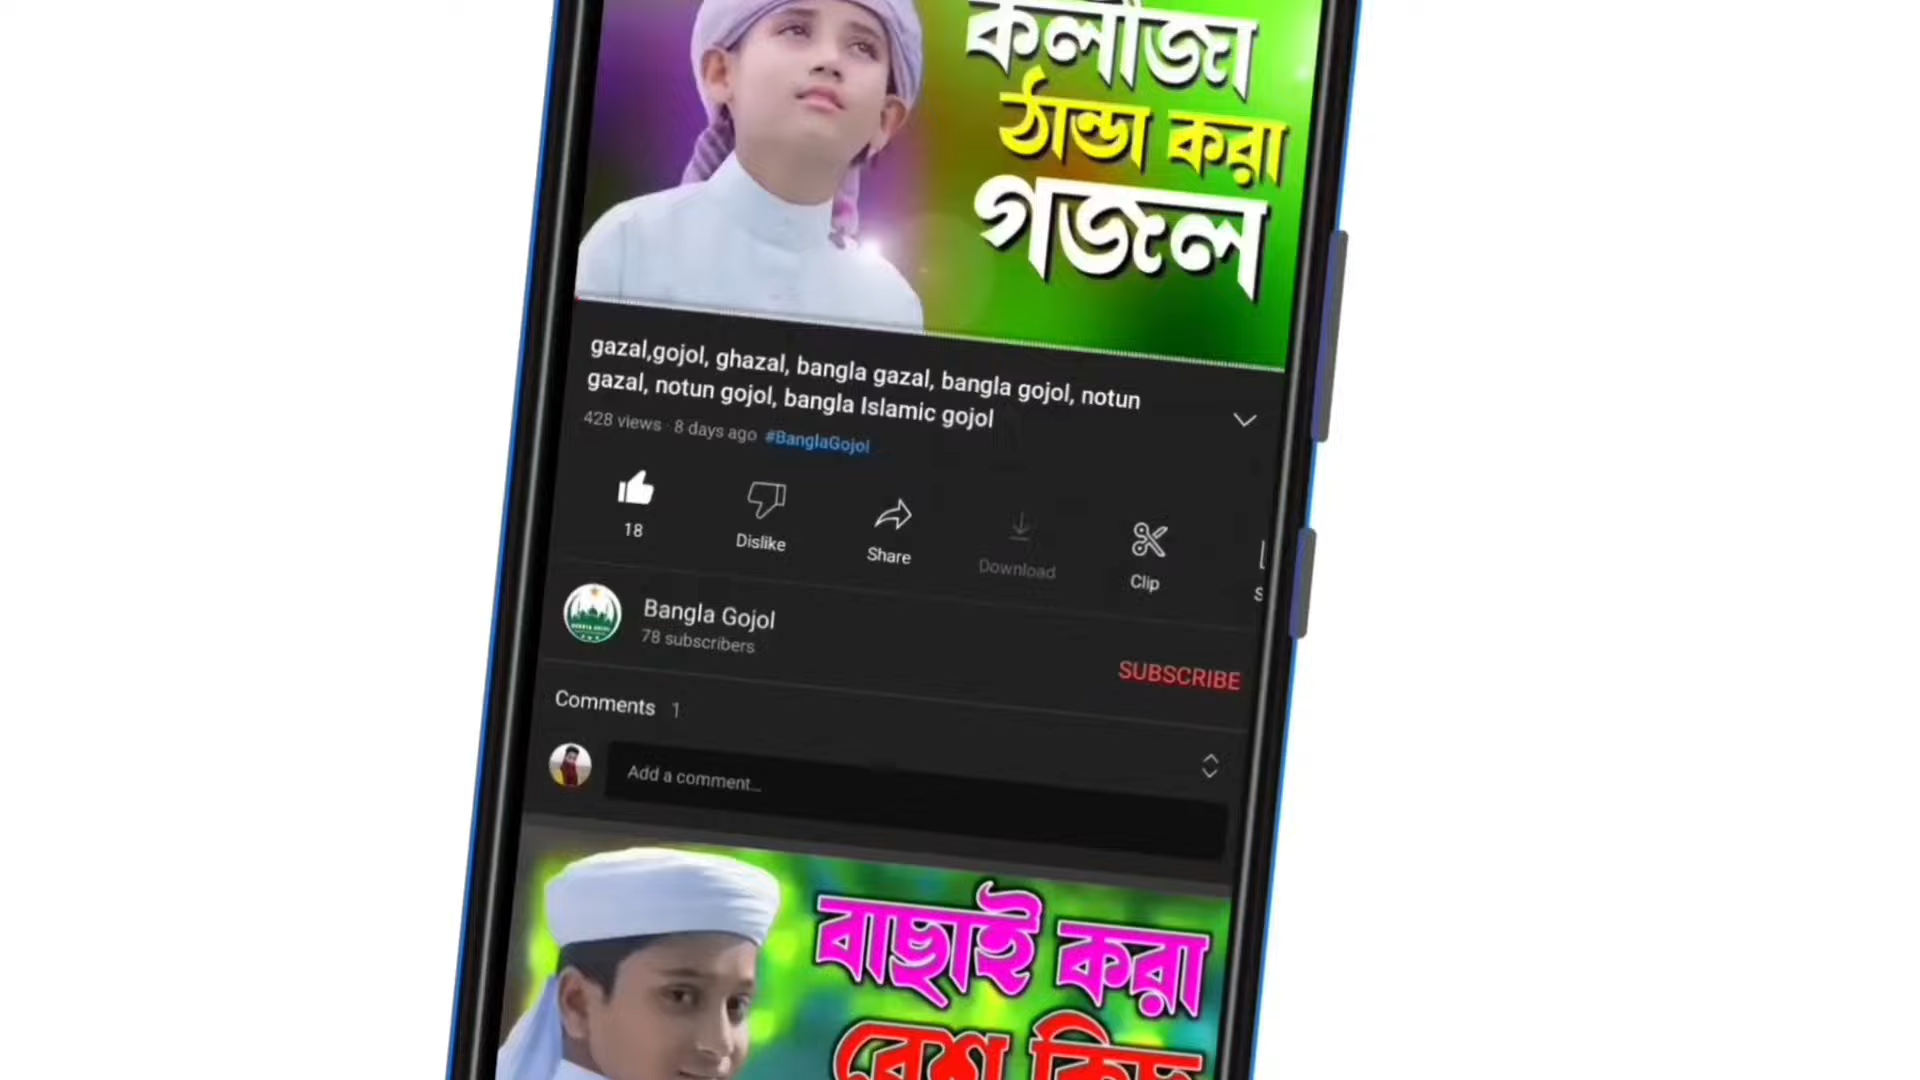 কলিজা
ঠান্ডা করা
গজল
gazal,gojol, ghazal, bangla gazal, bangla gojol, notun
gazal, notun gojol, bangla Islamic gojol
428 views · 8 days ago #BanglaGojol
18
Dislike
Share
Download
Clip
Bangla Gojol
78 subscribers
SUBSCRIBE
Comments 1
Add a comment...
বাছাই করা
বেশ কিছু